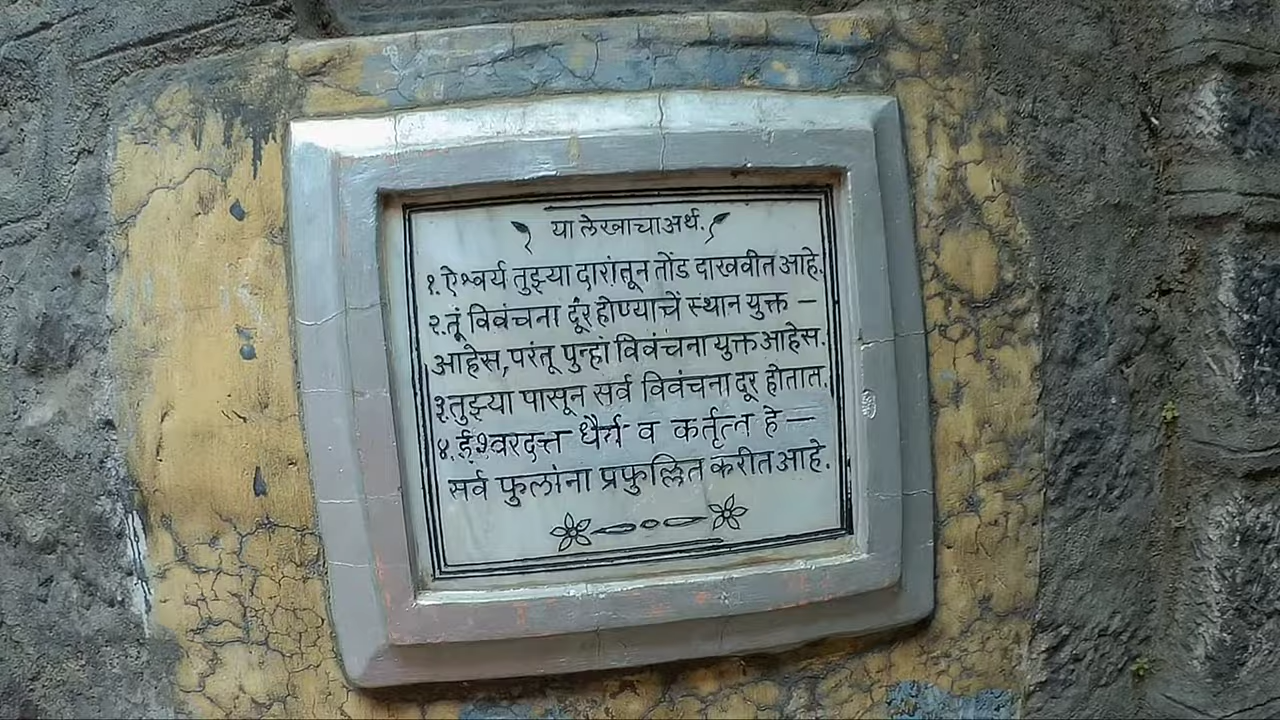 या लेखाचा अर्थ.
१. ऐश्वर्य तुझ्या दारांतून तोंड दाखवीत आहे.
२. तूं विवंचना दूर होण्याचें स्थान युक्त –
आहेस, परंतू पुन्हां विवंचना युक्त आहेस.
३. तुझ्या पासून सर्व विवंचना दूर होतात.
४. ईश्वरदत्त धैर्य व कर्तृत्त हे –
सर्व फुलांना प्रफुल्लित करीत आहे.